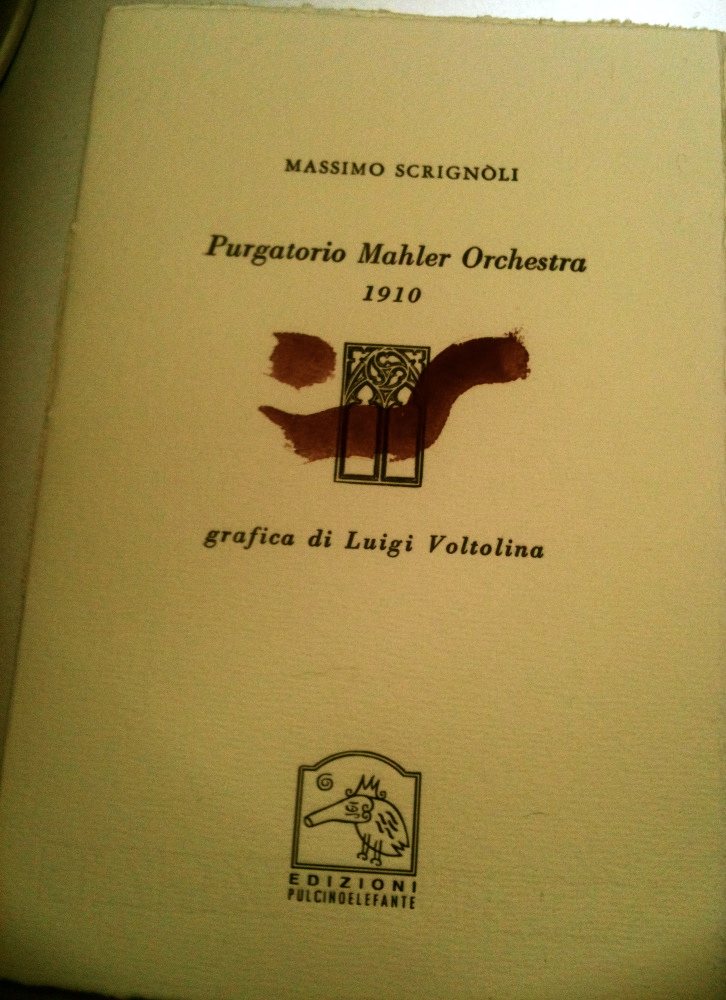 MASSIMO SCRIGNÒLI
Purgatorio Mahler Orchestra
1910
grafica di Luigi Voltolina
EDIZIONI
PULCINOELEFANTE